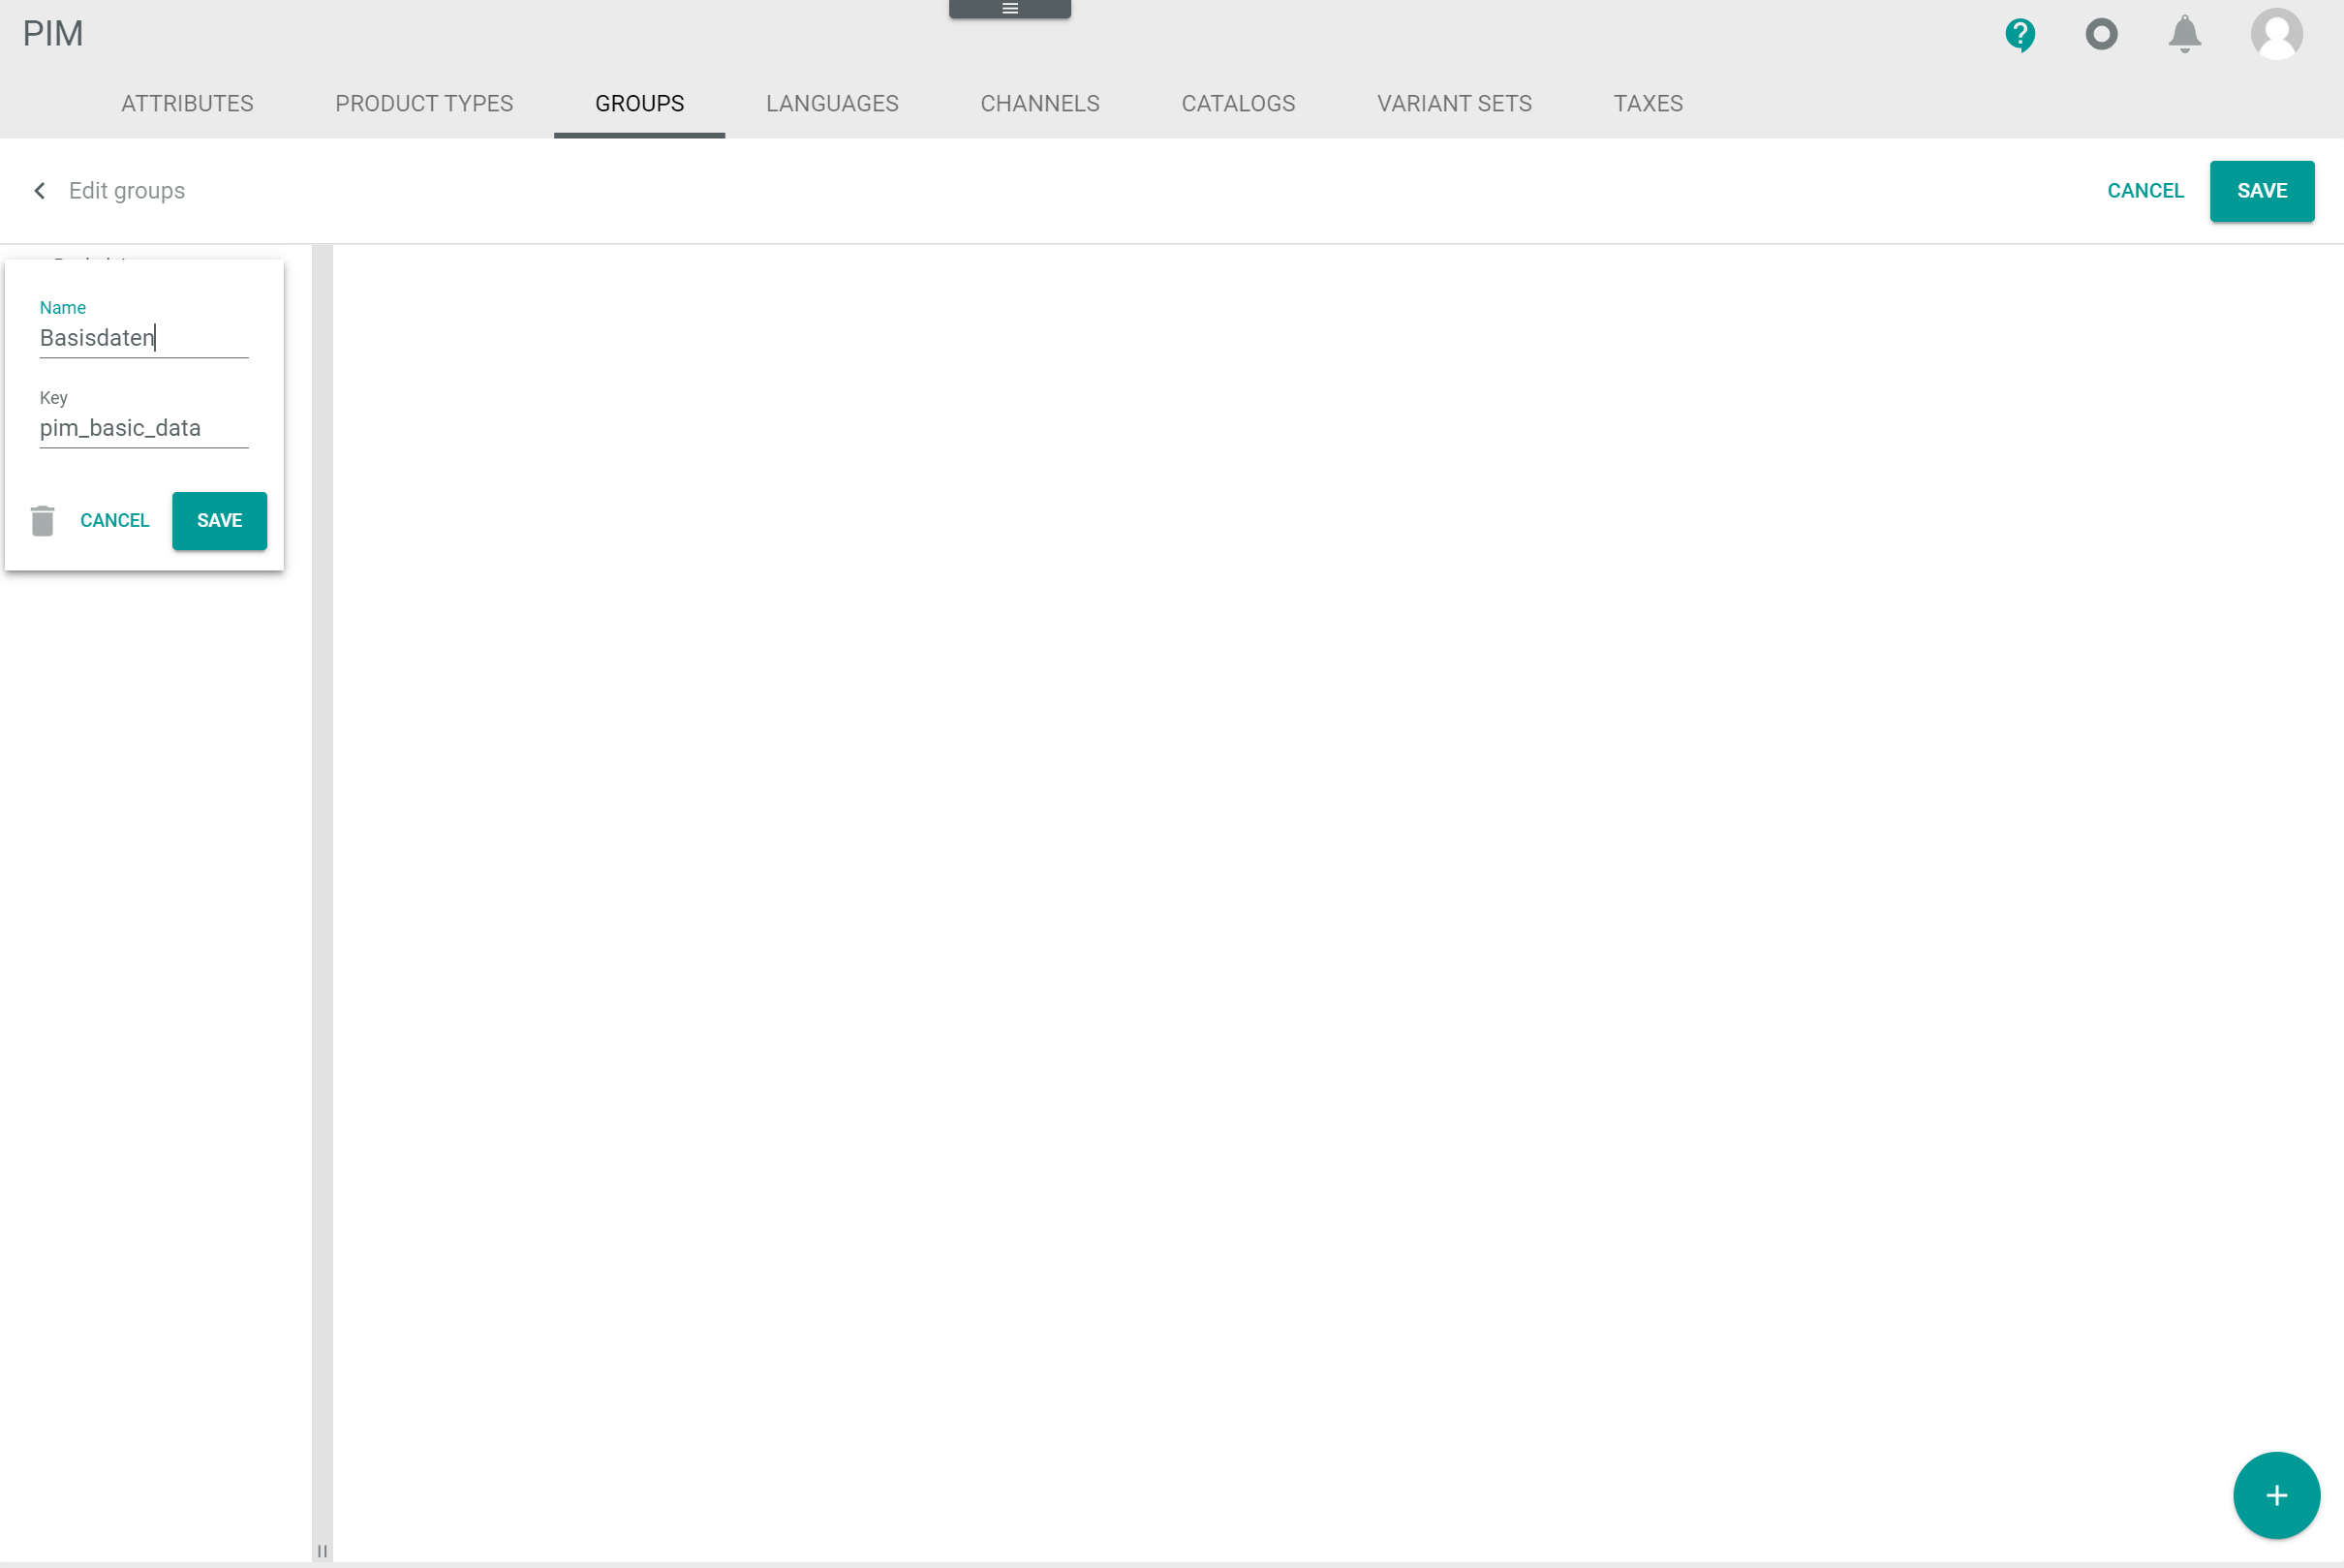 PIM
ATTRIBUTES PRODUCT TYPES GROUPS LANGUAGES CHANNELS CATALOGS VARIANT SETS TAXES
Edit groups
CANCEL SAVE
Name
Basisdaten
Key
pim_basic_data
CANCEL SAVE